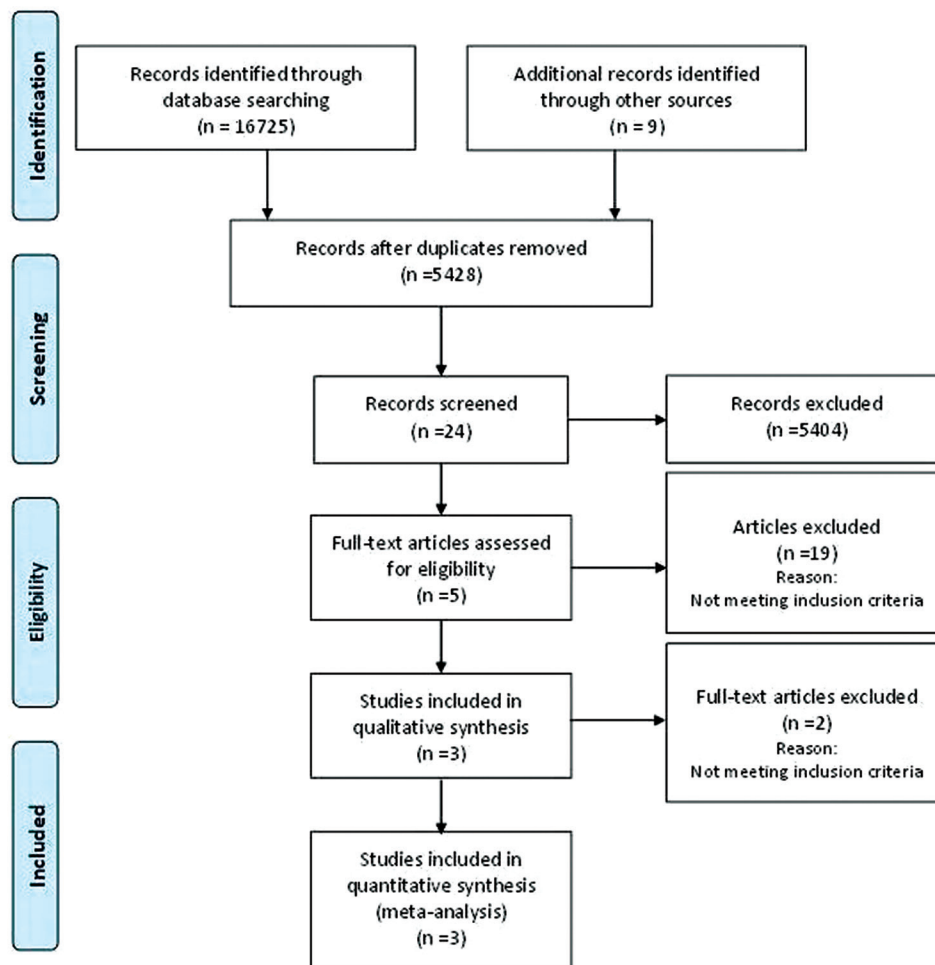 Identification
Records identified through
database searching
(n = 16725)
Additional records identified
through other sources
(n = 9)
Records after duplicates removed
(n =5428)
Screening
Records screened
(n =24)
Records excluded
(n =5404)
Eligibility
Full-text articles assessed
for eligibility
(n =5)
Articles excluded
(n =19)
Reason:
Not meeting inclusion criteria
Studies included in
qualitative synthesis
(n =3)
Full-text articles excluded
(n =2)
Reason:
Not meeting inclusion criteria
Included
Studies included in
quantitative synthesis
(meta-analysis)
(n =3)